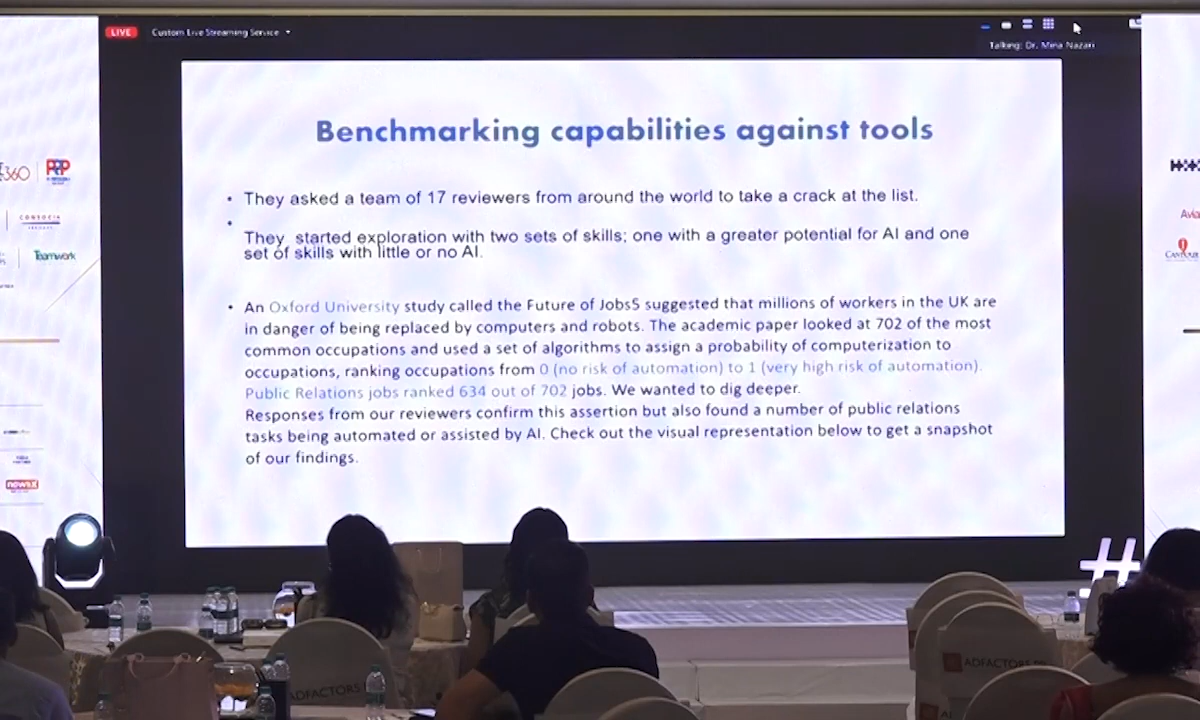 LIVE Custom Live Streaming Service
Talking: Dr. Mina Nazari
Benchmarking capabilities against tools
• They asked a team of 17 reviewers from around the world to take a crack at the list.
•
They started exploration with two sets of skills; one with a greater potential for AI and one
set of skills with little or no AI.
• An Oxford University study called the Future of Jobs5 suggested that millions of workers in the UK are
in danger of being replaced by computers and robots. The academic paper looked at 702 of the most
common occupations and used a set of algorithms to assign a probability of computerization to
occupations, ranking occupations from 0 (no risk of automation) to 1 (very high risk of automation).
Public Relations jobs ranked 634 out of 702 jobs. We wanted to dig deeper.
Responses from our reviewers confirm this assertion but also found a number of public relations
tasks being automated or assisted by AI. Check out the visual representation below to get a snapshot
of our findings.
360
PRP
CONSOCIA
Teamwork
newsX
Avia
#
ADFACTORS
ADFACTORS